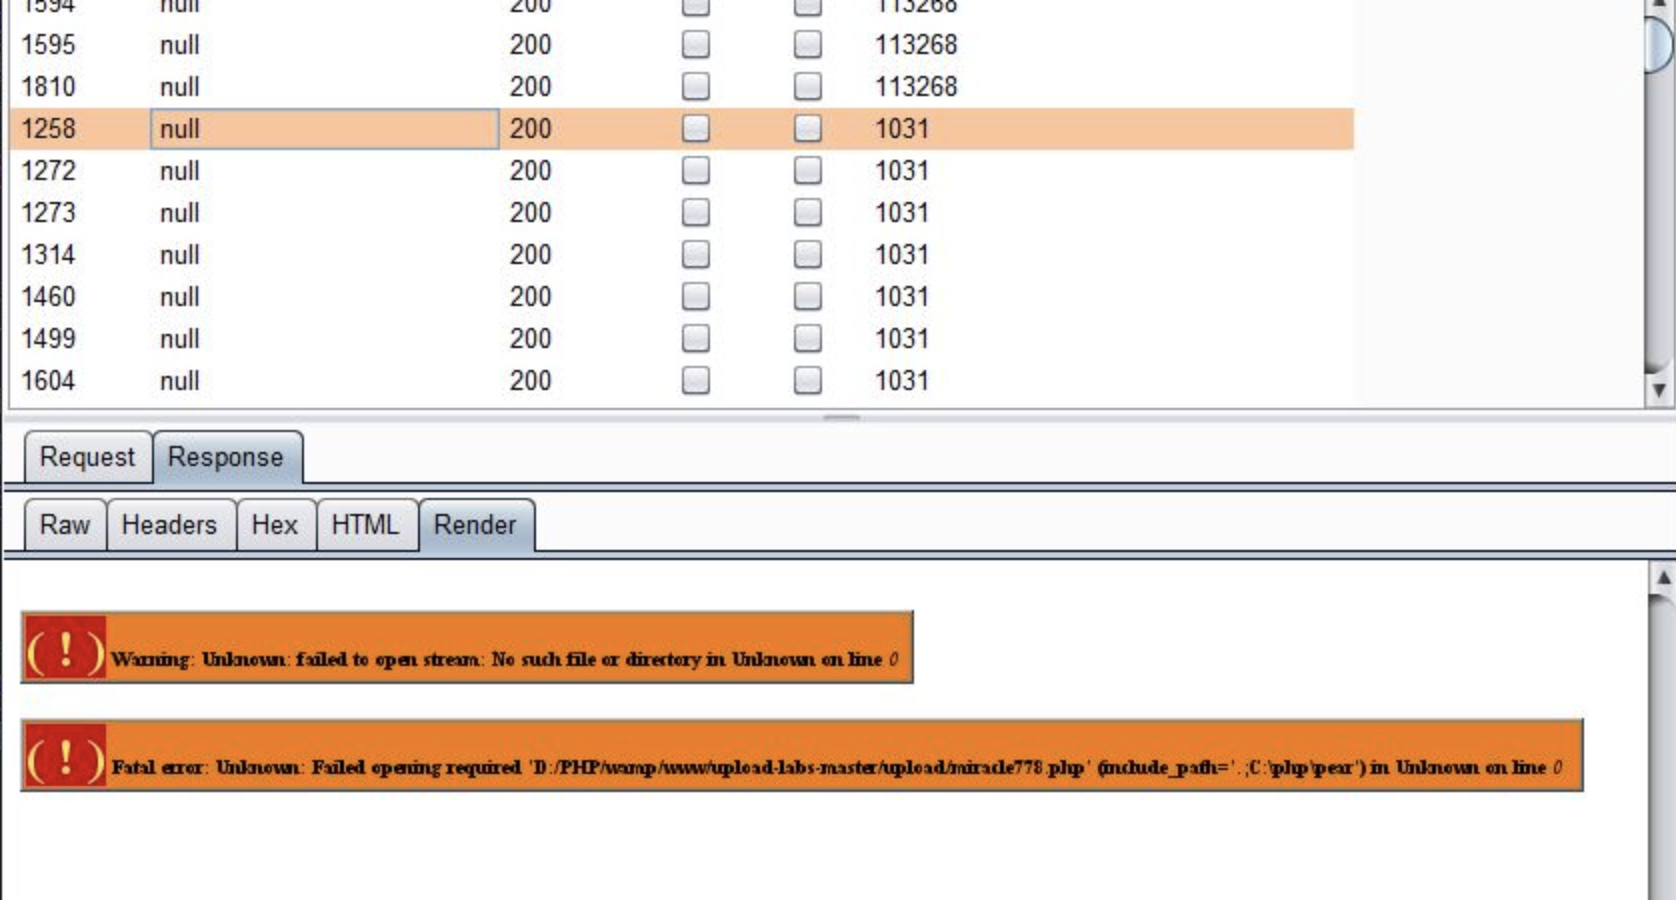 1594 null 200 113268
1595 null 200 113268
1810 null 200 113268
1258 null 200 1031
1272 null 200 1031
1273 null 200 1031
1314 null 200 1031
1460 null 200 1031
1499 null 200 1031
1604 null 200 1031
Request Response
Raw Headers Hex HTML Render
( ! ) Warning: Unknown: failed to open stream: No such file or directory in Unknown on line 0
( ! ) Fatal error: Unknown: Failed opening required 'D:/PHP/wamp/www/upload-labs-master/upload/miracle778.php' (include_path='.;C:\php\pear') in Unknown on line 0